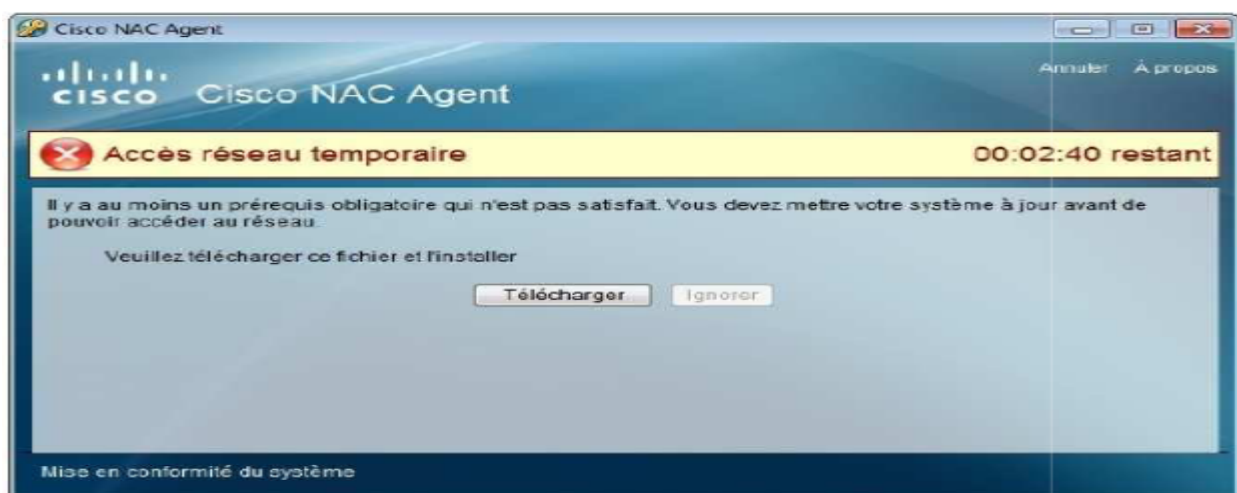 Cisco NAC Agent
Annuler À propos
CISCO Cisco NAC Agent
Accès réseau temporaire 00:02:40 restant
Il y a au moins un prérequis obligatoire qui n'est pas satisfait. Vous devez mettre votre système à jour avant de
pouvoir accéder au réseau.
Veuillez télécharger ce fichier et l'installer
Télécharger Ignorer
Mise en conformité du système